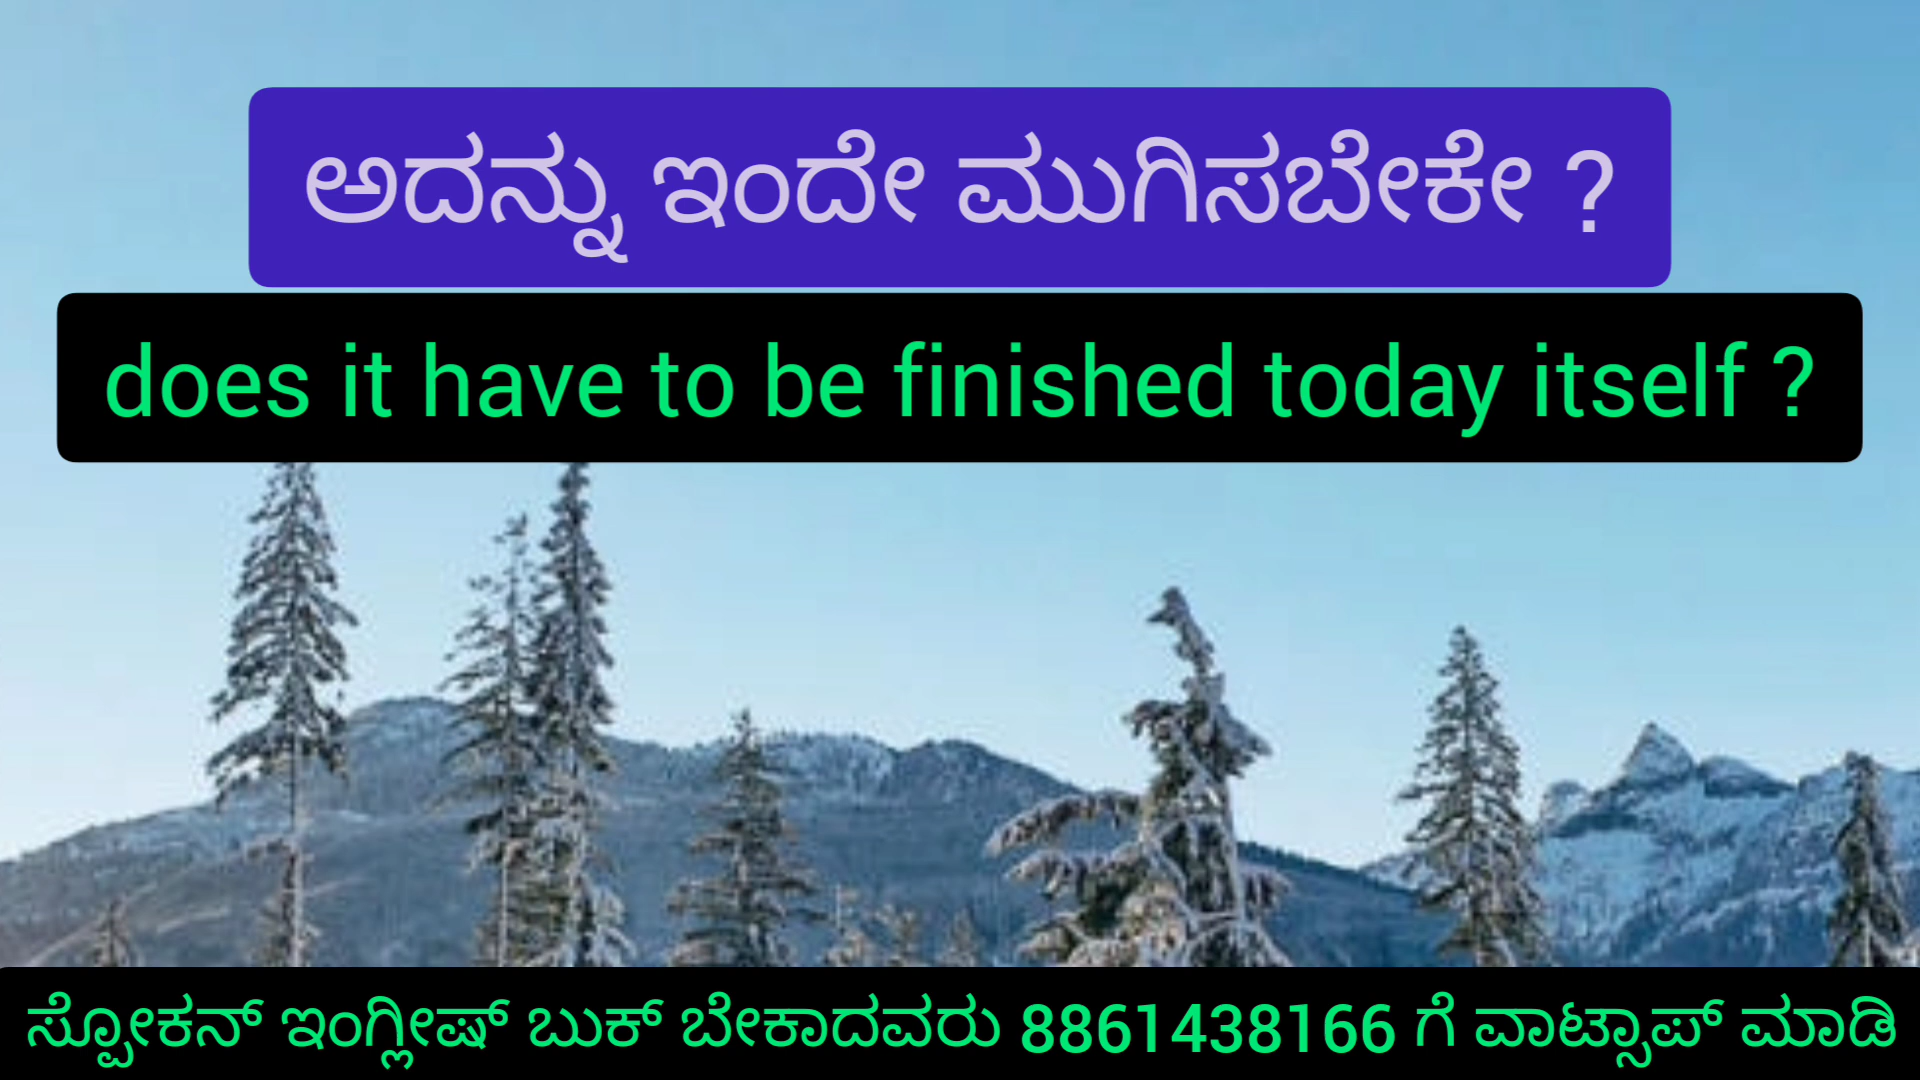 ಅದನ್ನು ಇಂದೇ ಮುಗಿಸಬೇಕೇ ?
does it have to be finished today itself ?
ಸ್ಪೋಕನ್ ಇಂಗ್ಲೀಷ್ ಬುಕ್ ಬೇಕಾದವರು 8861438166 ಗೆ ವಾಟ್ಸಾಪ್ ಮಾಡಿ